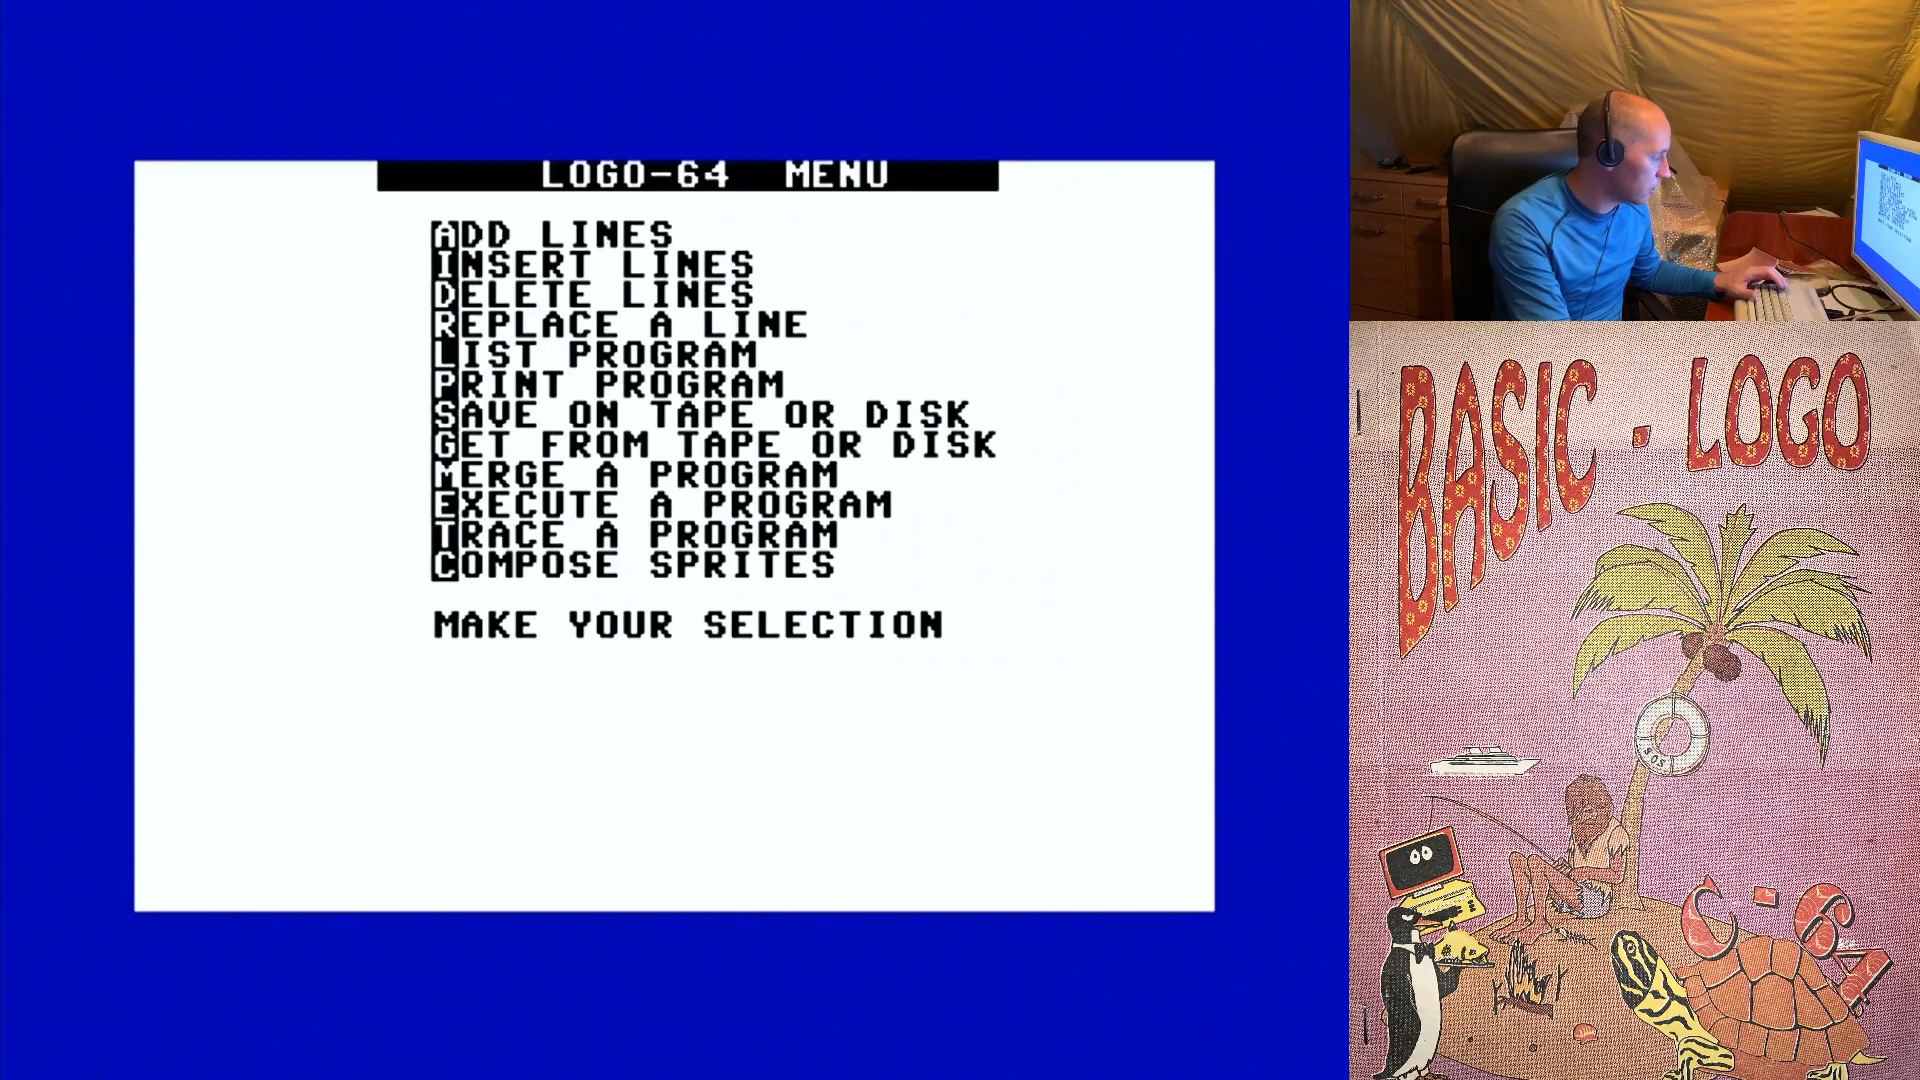 LOGO-64 MENU
ADD LINES
INSERT LINES
DELETE LINES
REPLACE A LINE
LIST PROGRAM
PRINT PROGRAM
SAVE ON TAPE OR DISK
GET FROM TAPE OR DISK
MERGE A PROGRAM
EXECUTE A PROGRAM
TRACE A PROGRAM
COMPOSE SPRITES
MAKE YOUR SELECTION
BASIC - LOGO
SOS
C-64